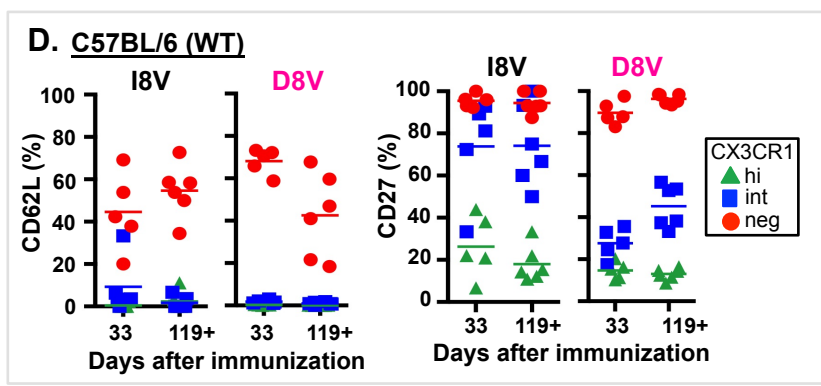 D. C57BL/6 (WT)
I8V
D8V
CD62L (%)
100
80
60
40
20
0
33
119+
33
119+
Days after immunization
I8V
D8V
CD27 (%)
100
80
60
40
20
0
33
119+
33
119+
Days after immunization
CX3CR1
hi
int
neg